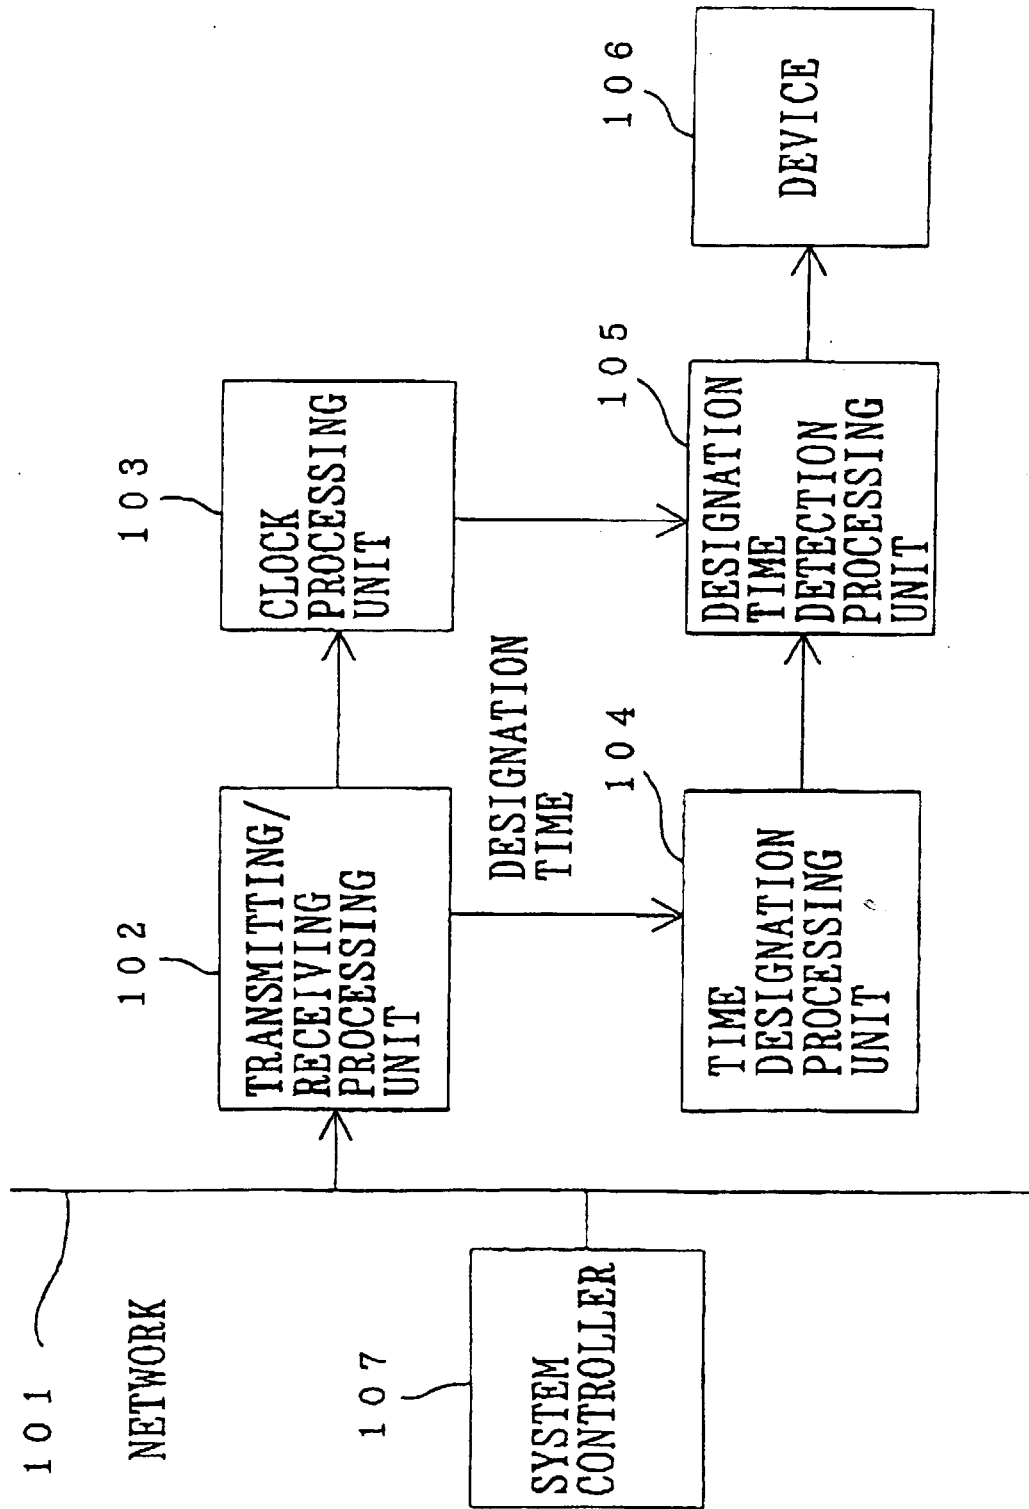 101
NETWORK
107
SYSTEM
CONTROLLER
102
TRANSMITTING/
RECEIVING
PROCESSING
UNIT
103
CLOCK
PROCESSING
UNIT
DESIGNATION
TIME
104
TIME
DESIGNATION
PROCESSING
UNIT
105
DESIGNATION
TIME
DETECTION
PROCESSING
UNIT
106
DEVICE